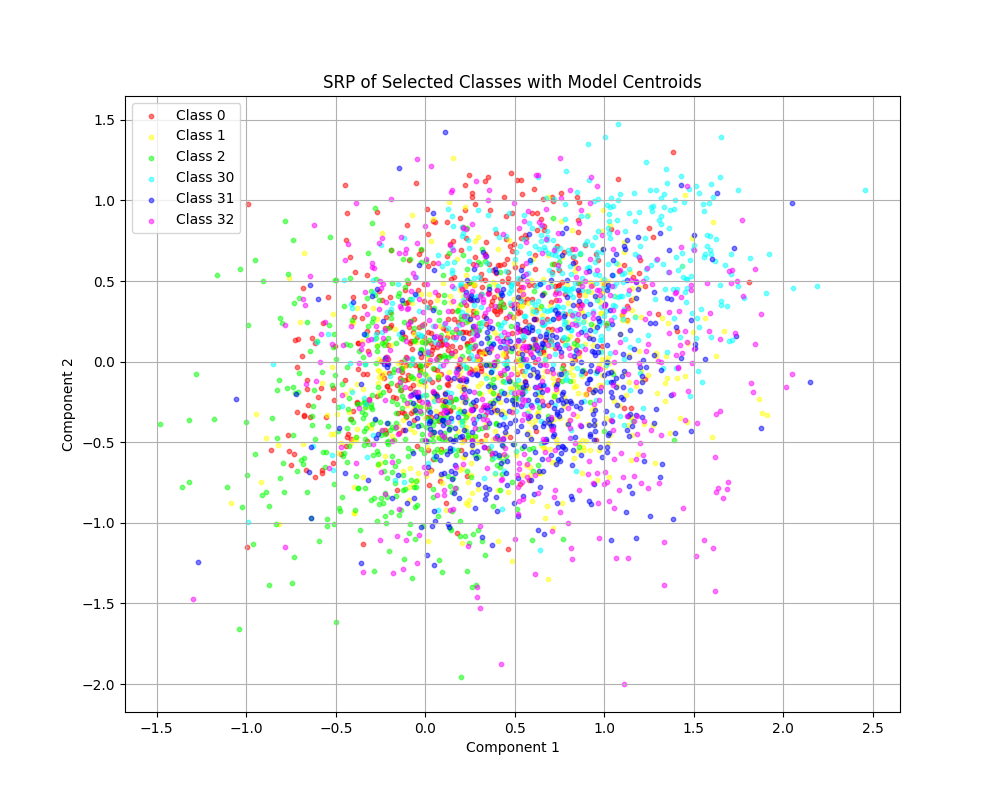 SRP of Selected Classes with Model Centroids
Class 0
Class 1
Class 2
Class 30
Class 31
Class 32
1.5
1.0
0.5
0.0
−0.5
−1.0
−1.5
−2.0
Component 2
−1.5 −1.0 −0.5 0.0 0.5 1.0 1.5 2.0 2.5
Component 1